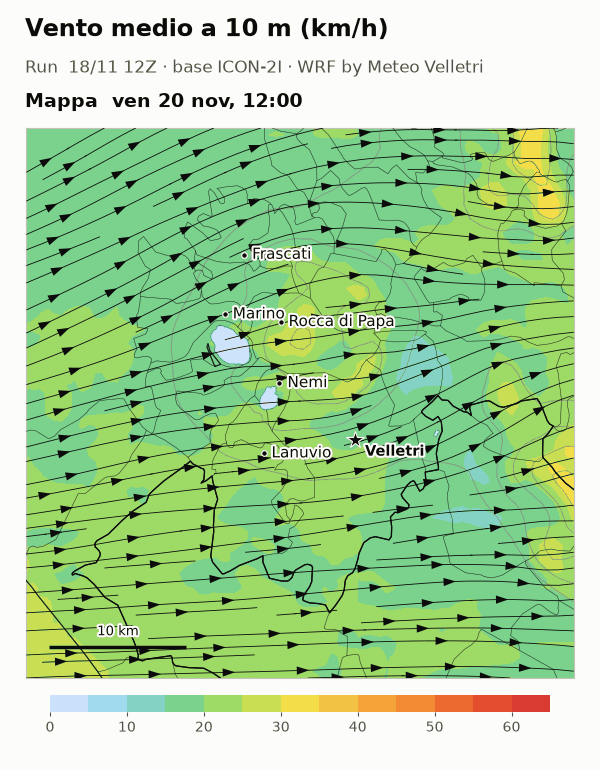 Vento medio a 10 m (km/h)
Run  18/11 12Z · base ICON-2I · WRF by Meteo Velletri
Mappa  ven 20 nov, 12:00
Frascati
Marino
Rocca di Papa
Nemi
Velletri
Lanuvio
10 km
0 10 20 30 40 50 60